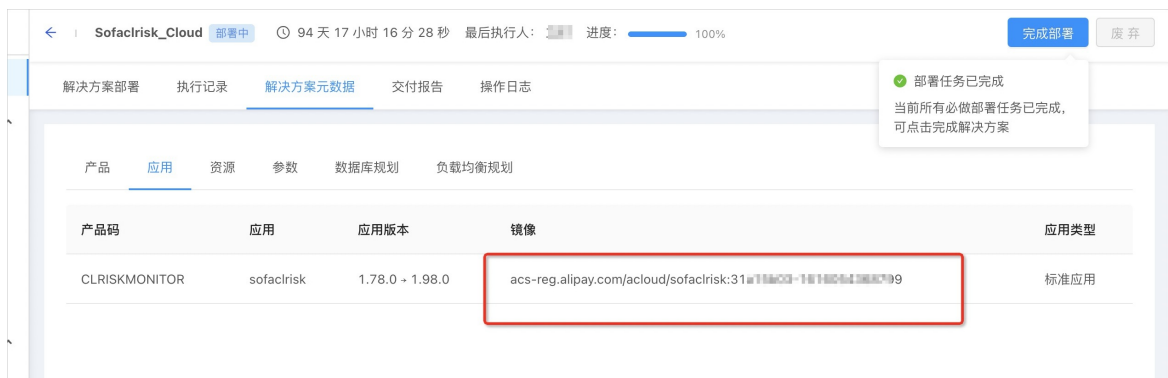 Sofaclrisk_Cloud 部署中 94 天 17 小时 16 分 28 秒 最后执行人： 进度： 100% 完成部署 废弃
部署任务已完成
当前所有必做部署任务已完成，
可点击完成解决方案
解决方案部署 执行记录 解决方案元数据 交付报告 操作日志
产品 应用 资源 参数 数据库规划 负载均衡规划
产品码 应用 应用版本 镜像 应用类型
CLRISKMONITOR sofaclrisk 1.78.0 → 1.98.0 acs-reg.alipay.com/acloud/sofaclrisk:31 99 标准应用